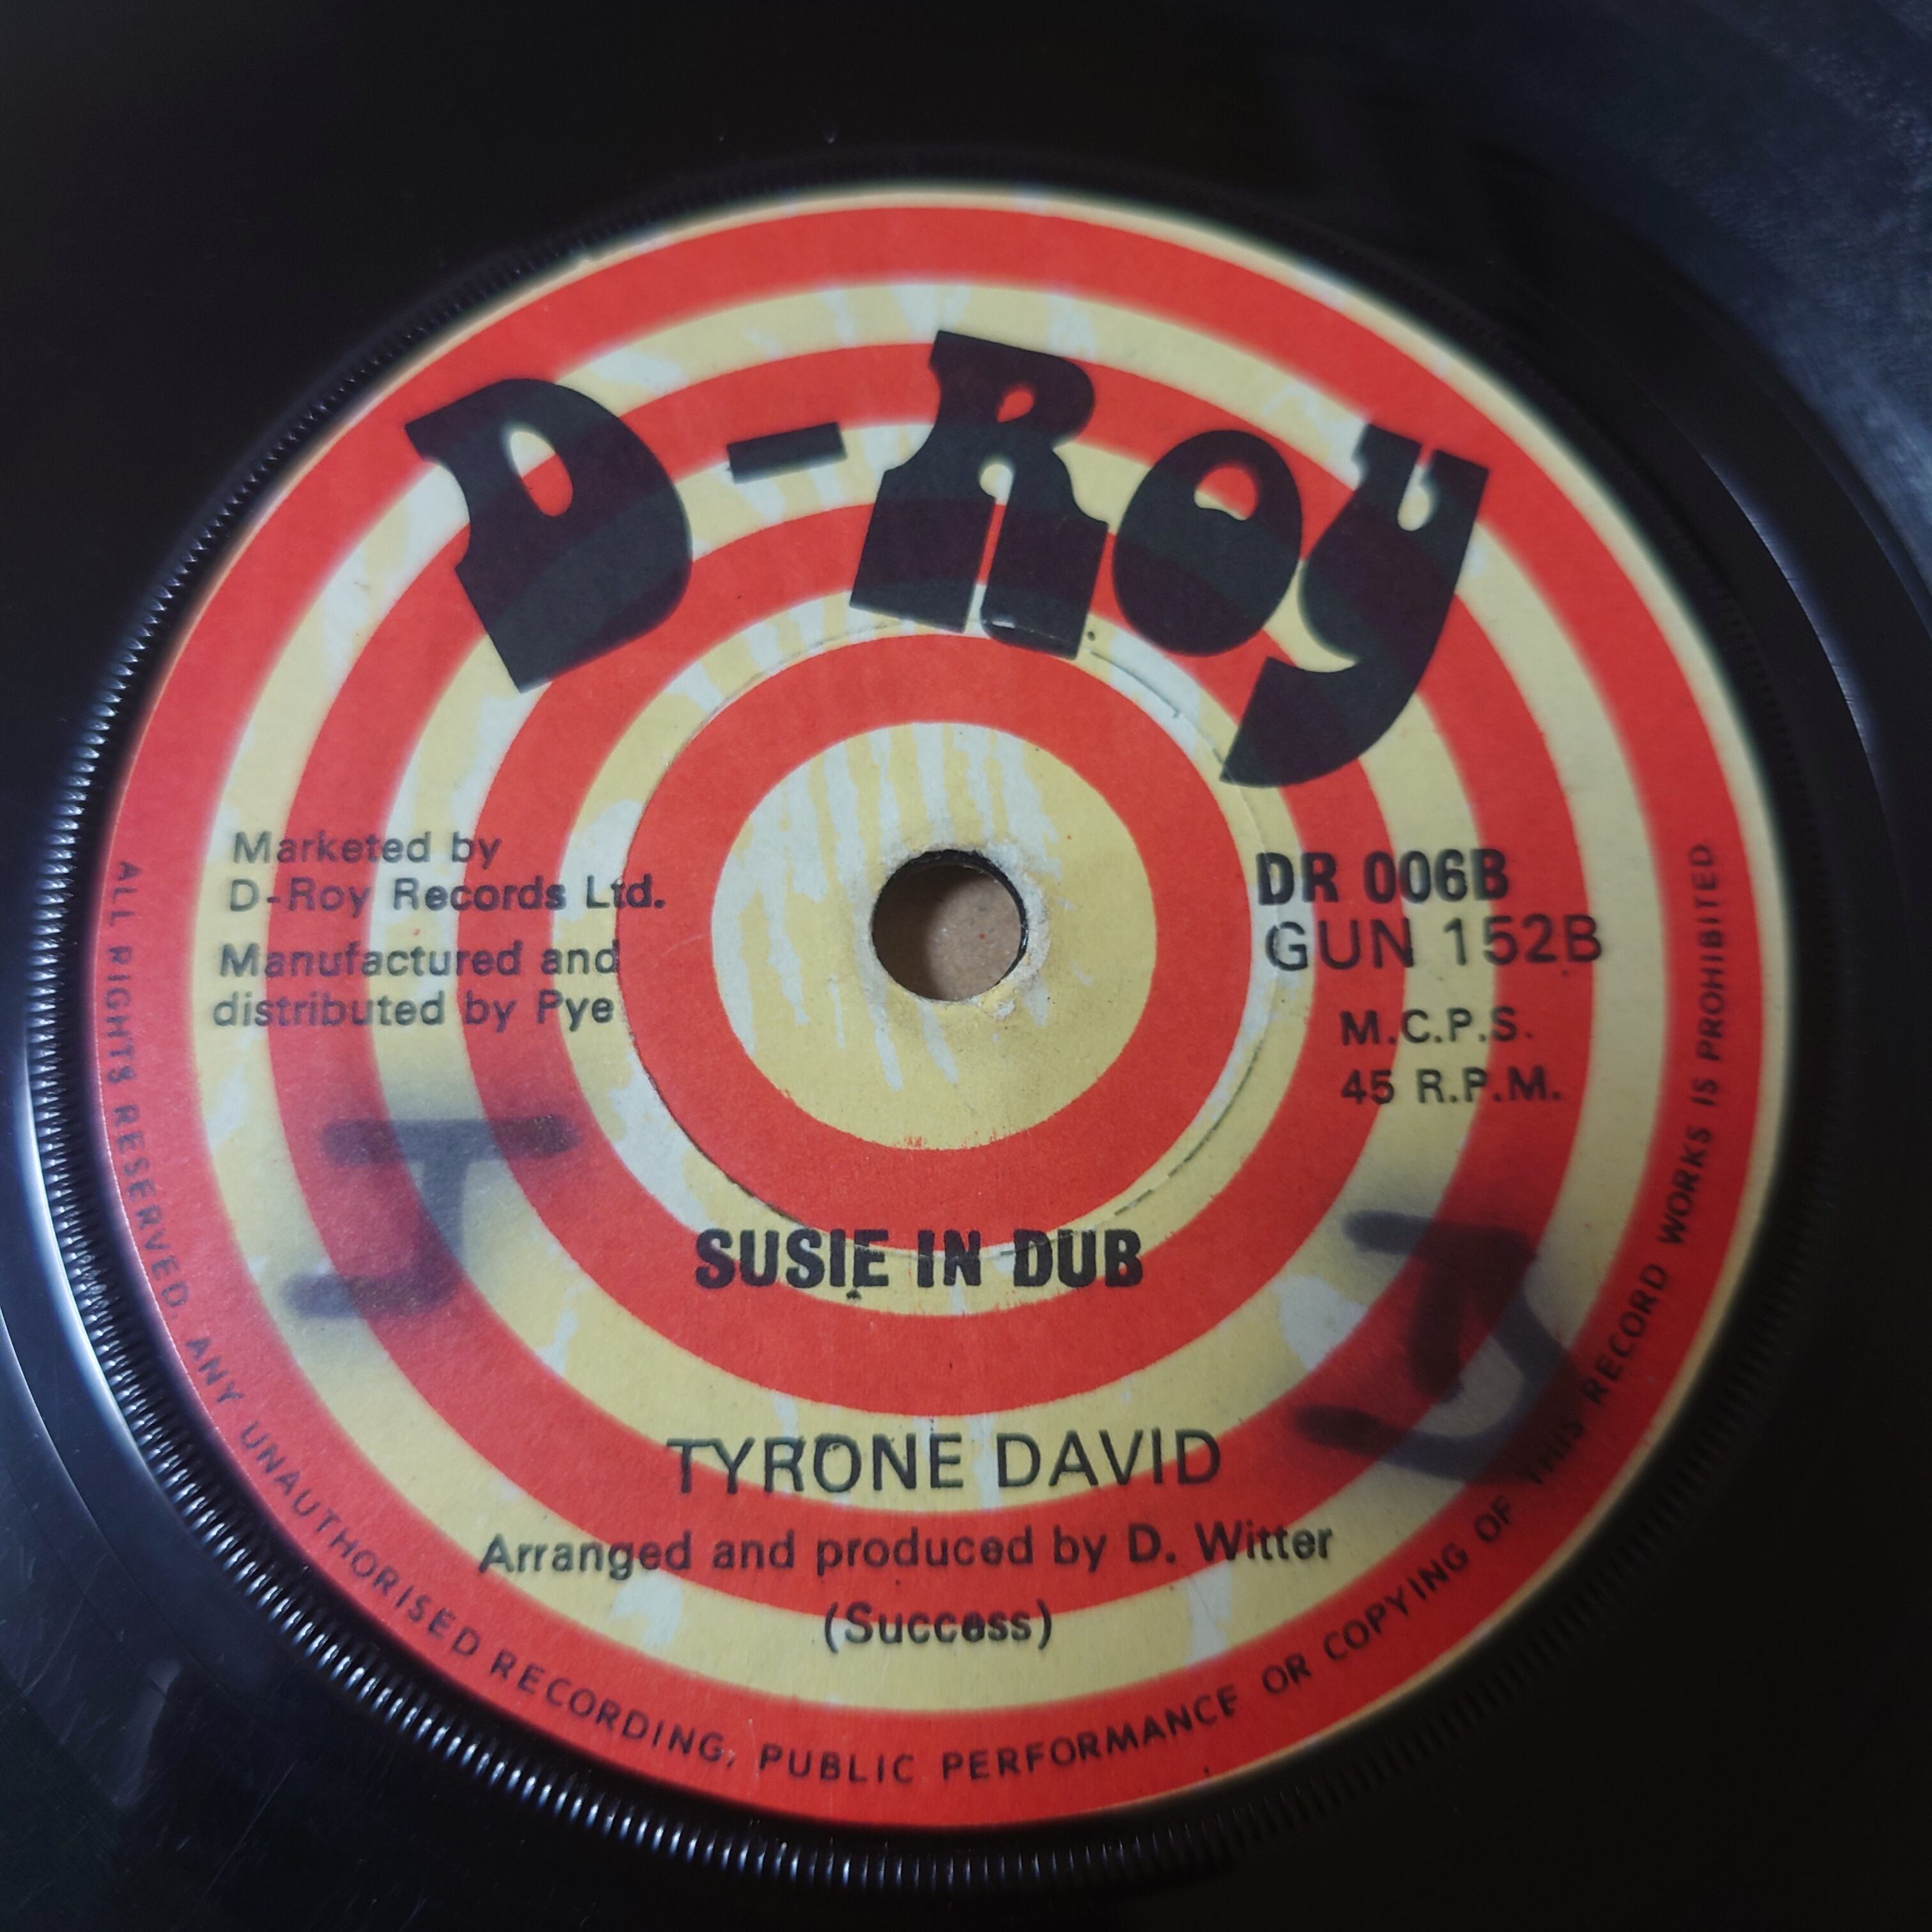 D-Roy
Marketed by
D-Roy Records Ltd.
Manufactured and
distributed by Pye
DR 006B
GUN 152B
M.C.P.S.
45 R.P.M.
SUSIE IN DUB
TYRONE DAVID
Arranged and produced by D. Witter
(Success)
ALL RIGHTS RESERVED. ANY UNAUTHORISED RECORDING, PUBLIC PERFORMANCE OR COPYING OF THIS RECORD WORKS IS PROHIBITED